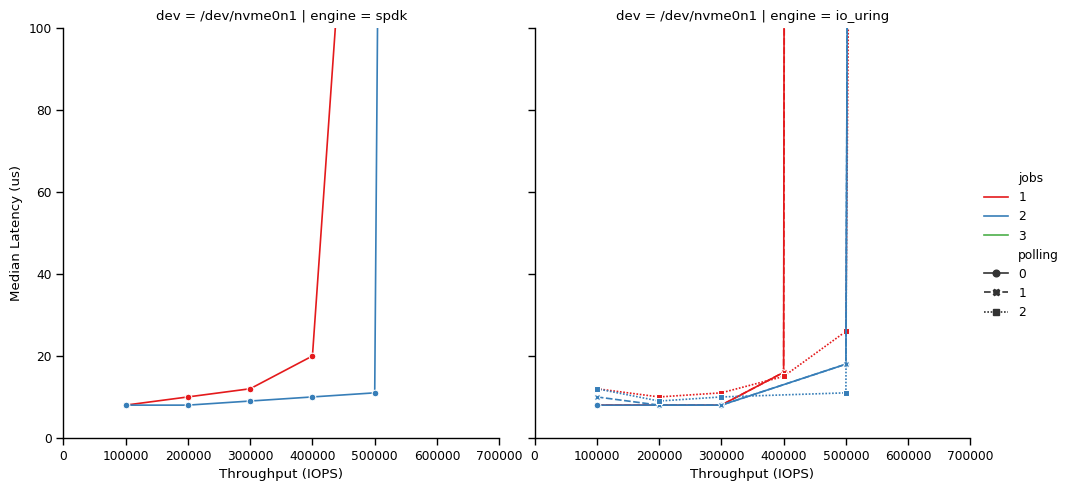 dev = /dev/nvme0n1 | engine = spdk
dev = /dev/nvme0n1 | engine = io_uring
100
80
60
40
20
0
Median Latency (us)
0 100000 200000 300000 400000 500000 600000 700000
Throughput (IOPS)
0 100000 200000 300000 400000 500000 600000 700000
Throughput (IOPS)
jobs
1
2
3
polling
0
1
2